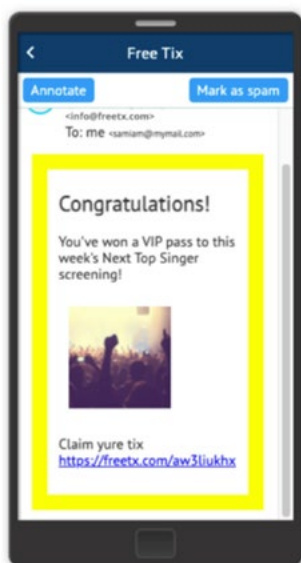 Free Tix
Annotate
Mark as spam
<info@freetx.com>
To: me <samiam@mymail.com>
Congratulations!
You've won a VIP pass to this
week's Next Top Singer
screening!
Claim yure tix
https://freetx.com/aw3liukhx